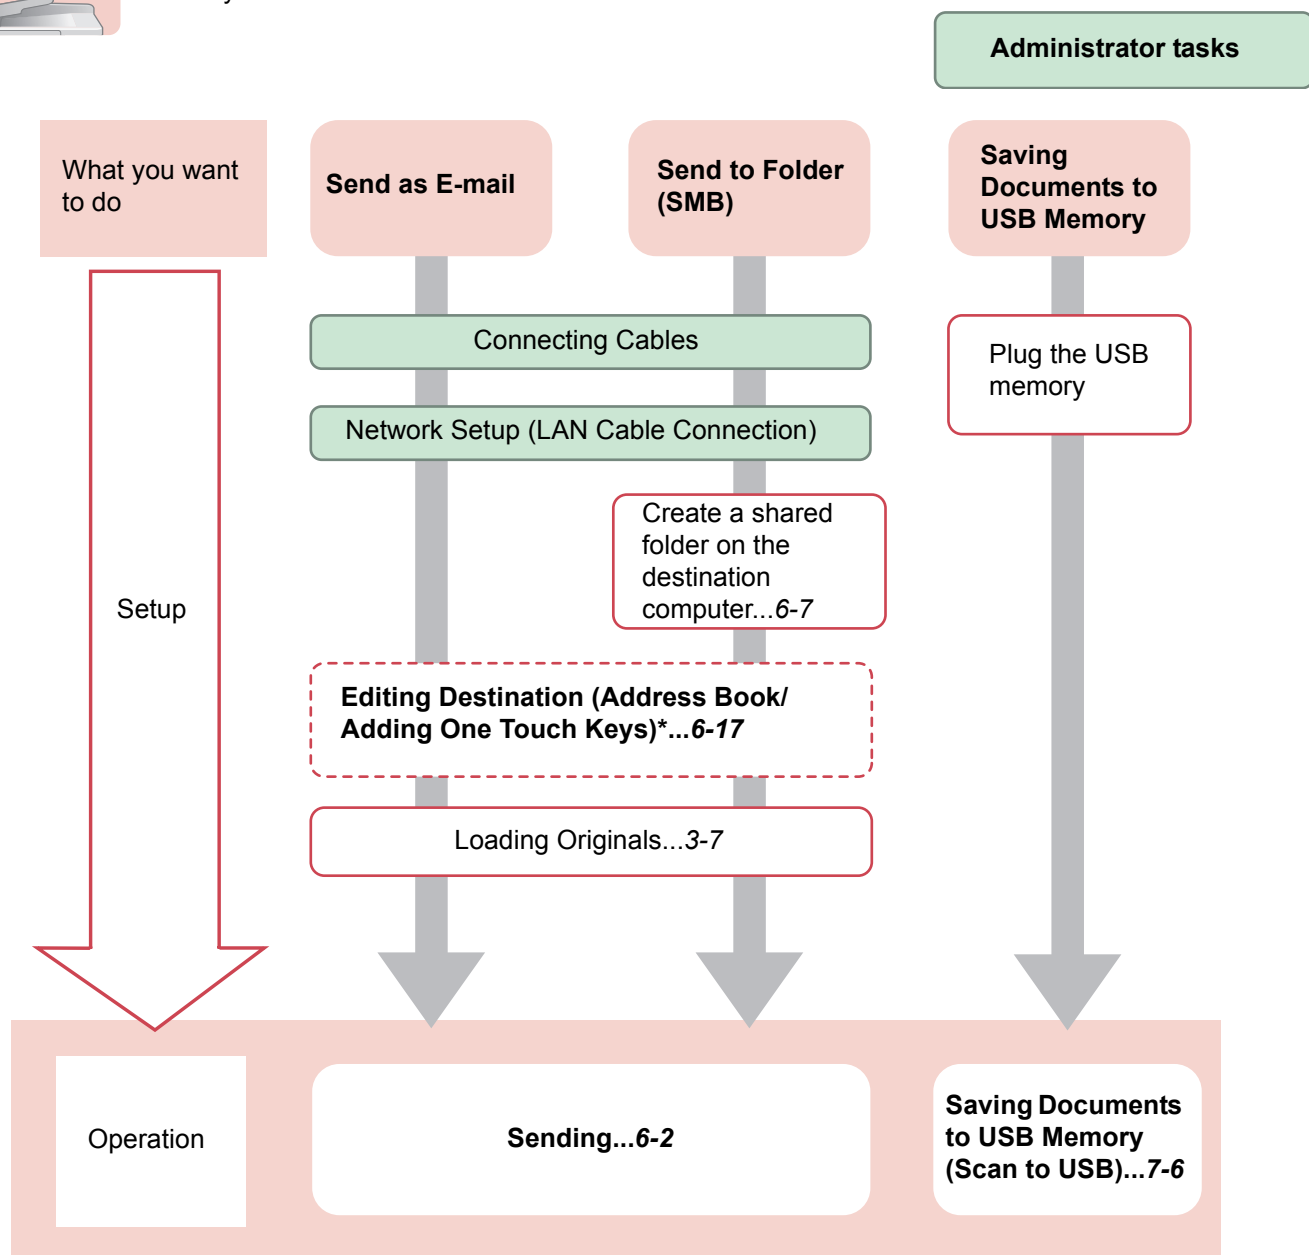 Administrator tasks
What you want
to do
Send as E-mail
Send to Folder
(SMB)
Saving
Documents to
USB Memory
Connecting Cables
Plug the USB
memory
Network Setup (LAN Cable Connection)
Create a shared
folder on the
destination
computer...6-7
Setup
Editing Destination (Address Book/
Adding One Touch Keys)*...6-17
Loading Originals...3-7
Operation
Sending...6-2
Saving Documents
to USB Memory
(Scan to USB)...7-6